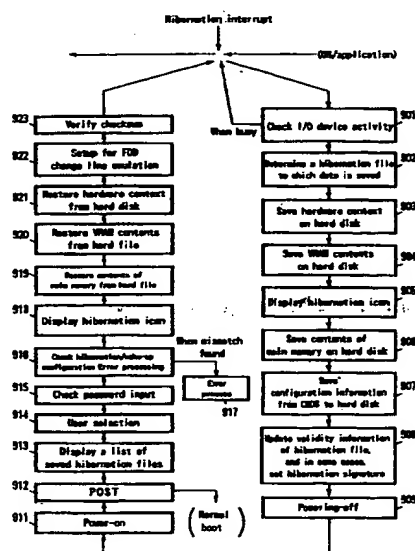 Hibernation interrupt
(OS/application)
When busy
923
Verify checksum
922
Setup for FDD
change line emulation
921
Restore hardware context
from hard disk
920
Restore VRAM contents
from hard file
919
Restore contents of
main memory from hard file
918
Display hibernation icon
916
Check hibernation/wake-up
configuration Error processing
When mismatch
found
Error
process
917
915
Check password input
914
User selection
913
Display a list of
saved hibernation files
912
POST
(Normal
boot)
911
Power-on
901
Check I/O device activity
902
Determine a hibernation file
to which data is saved
903
Save hardware context
on hard disk
904
Save VRAM contents
on hard disk
905
Display hibernation icon
906
Save contents of
main memory on hard disk
907
Save
configuration information
from CMOS to hard disk
908
Update validity information
of hibernation file,
and in some cases,
set hibernation signature
909
Powering-off